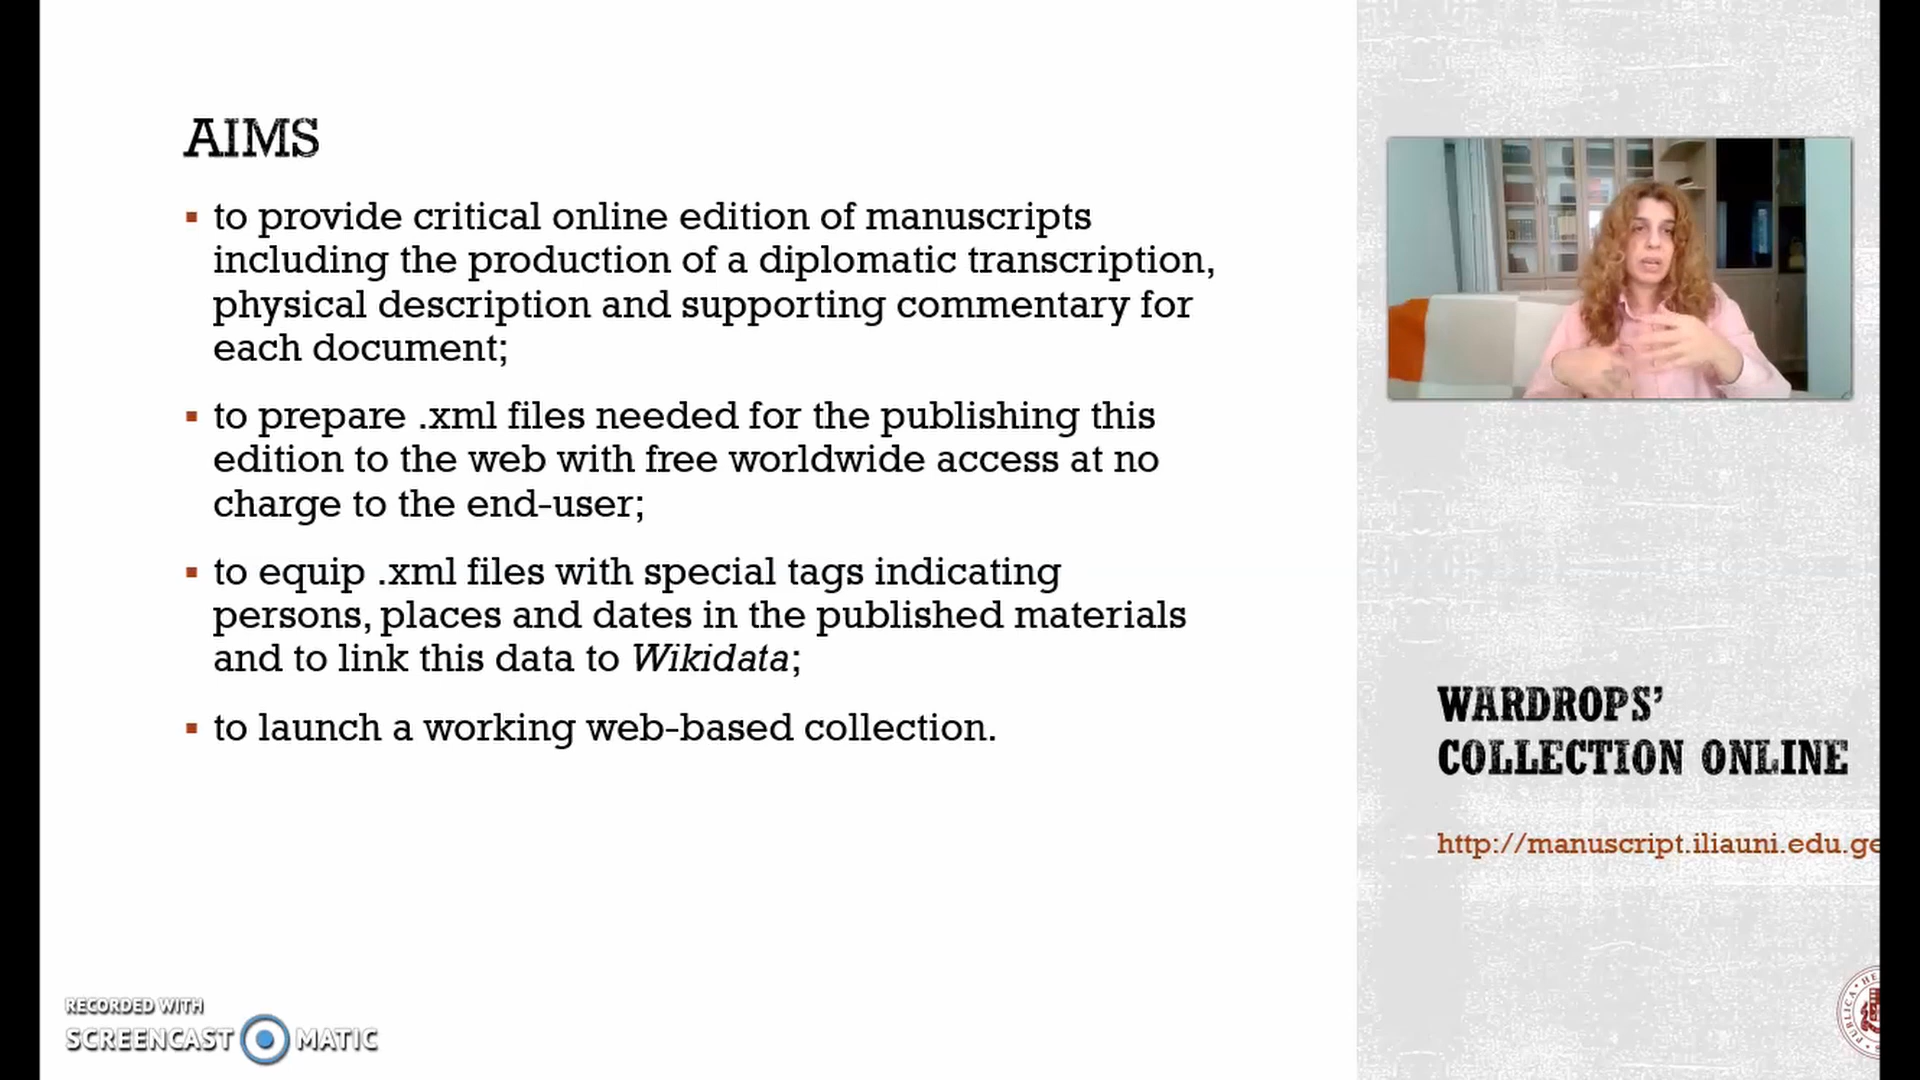 AIMS
▪ to provide critical online edition of manuscripts
including the production of a diplomatic transcription,
physical description and supporting commentary for
each document;
▪ to prepare .xml files needed for the publishing this
edition to the web with free worldwide access at no
charge to the end-user;
▪ to equip .xml files with special tags indicating
persons, places and dates in the published materials
and to link this data to Wikidata;
▪ to launch a working web-based collection.
WARDROPS’
COLLECTION ONLINE
http://manuscript.iliauni.edu.ge
RECORDED WITH
SCREENCAST MATIC
PUBLICA